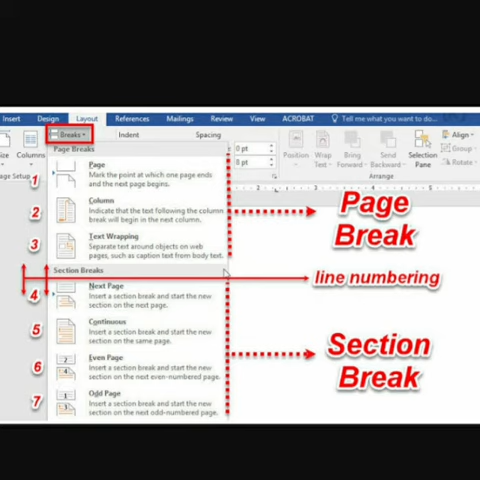 Insert Design Layout References Mailings Review View ACROBAT Tell me what you want to do...
Breaks Indent Spacing Align
Size Columns 0 pt Position Wrap Text Bring Forward Send Backward Selection Pane Group
8 pt Rotate
Page Setup Arrange
Page Breaks
1 Page
Mark the point at which one page ends
and the next page begins.
2 Column
Indicate that the text following the column
break will begin in the next column.
3 Text Wrapping
Separate text around objects on web
pages, such as caption text from body text.
Page
Break
Section Breaks
line numbering
4 Next Page
Insert a section break and start the new
section on the next page.
5 Continuous
Insert a section break and start the new
section on the same page.
6 Even Page
Insert a section break and start the new
section on the next even-numbered page.
7 Odd Page
Insert a section break and start the new
section on the next odd-numbered page.
Section
Break